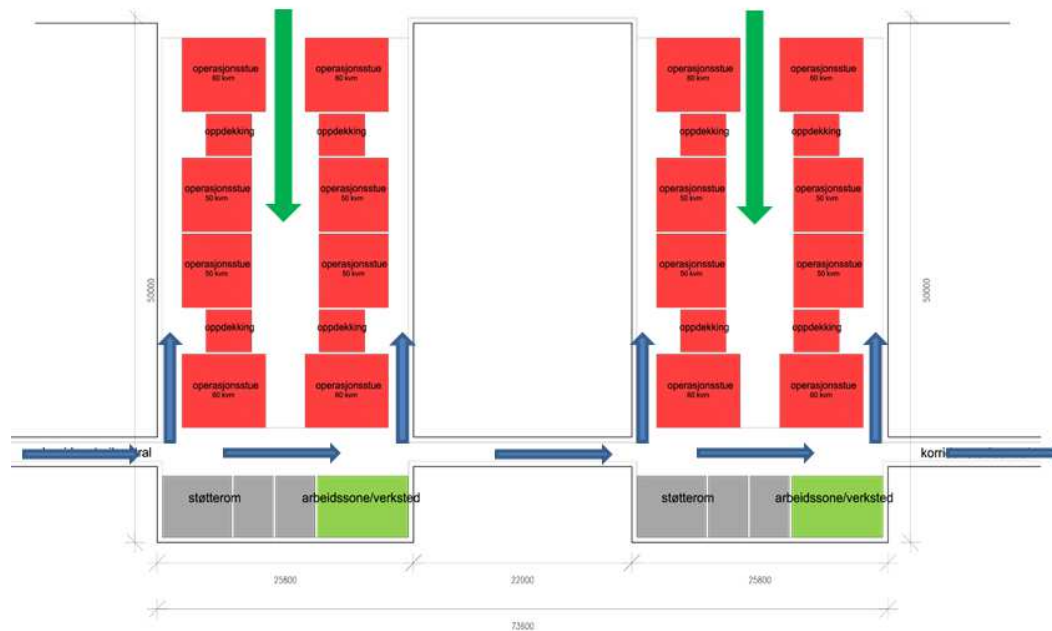 operasjonsstue
60 kvm
operasjonsstue
60 kvm
oppdekking
oppdekking
operasjonsstue
50 kvm
operasjonsstue
50 kvm
operasjonsstue
50 kvm
operasjonsstue
50 kvm
oppdekking
oppdekking
operasjonsstue
60 kvm
operasjonsstue
60 kvm
støtterom
arbeidssone/verksted
operasjonsstue
60 kvm
operasjonsstue
60 kvm
oppdekking
oppdekking
operasjonsstue
50 kvm
operasjonsstue
50 kvm
operasjonsstue
50 kvm
operasjonsstue
50 kvm
oppdekking
oppdekking
operasjonsstue
60 kvm
operasjonsstue
60 kvm
støtterom
arbeidssone/verksted
50000
50000
25800
22000
25800
73600